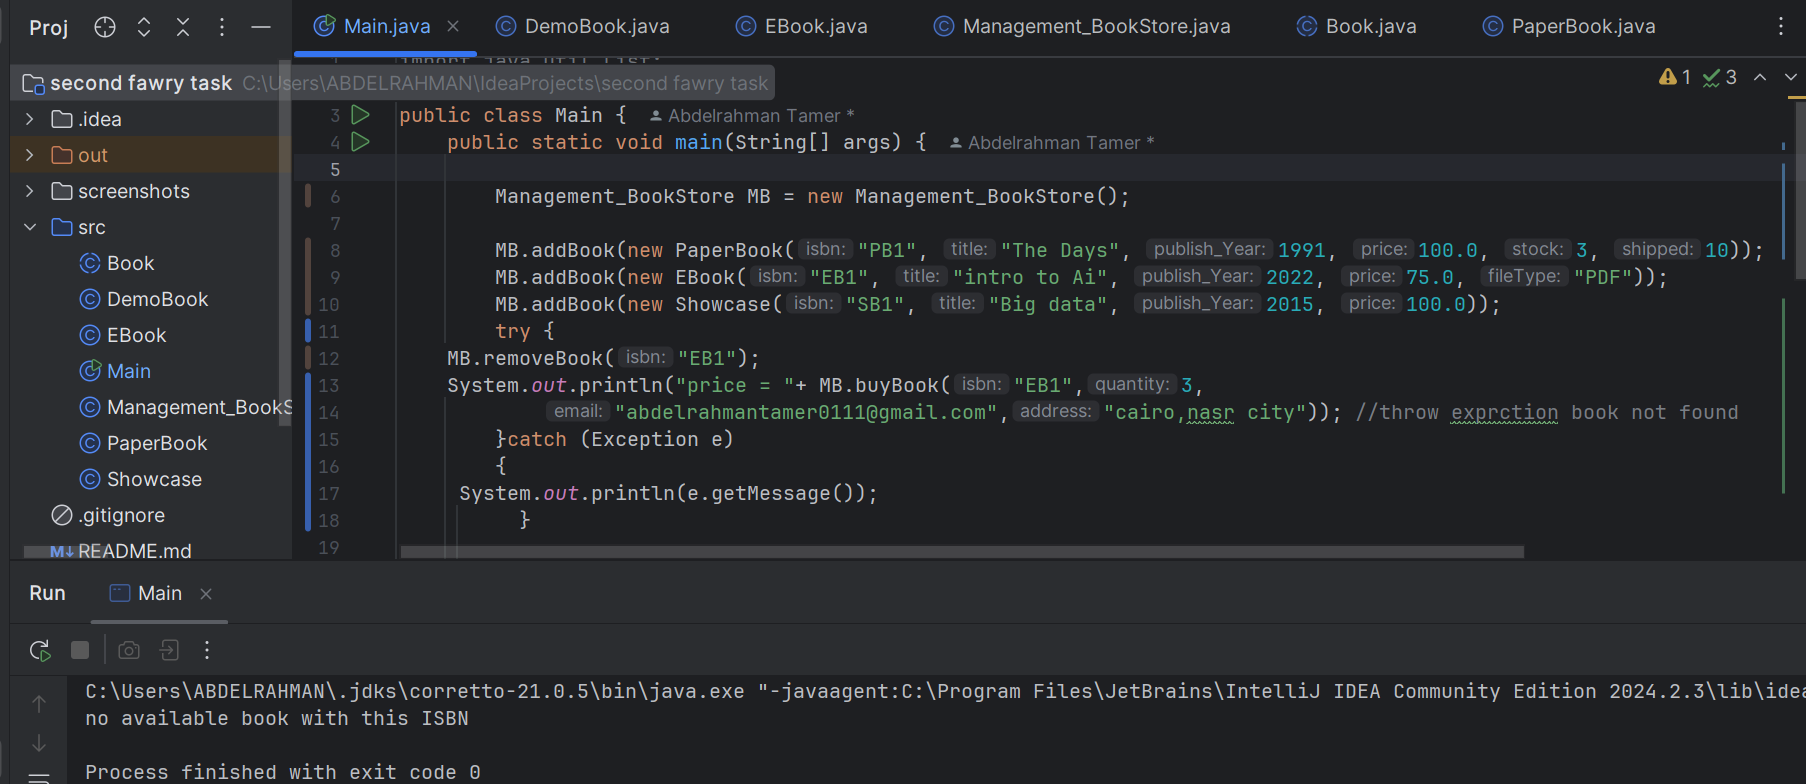 Proj
Main.java
DemoBook.java
EBook.java
Management_BookStore.java
Book.java
PaperBook.java
second fawry task C:\Users\ABDELRAHMAN\IdeaProjects\second fawry task
1 3
.idea
out
screenshots
src
Book
DemoBook
EBook
Main
Management_BookS
PaperBook
Showcase
.gitignore
README.md
import java.util.List;
3 public class Main { Abdelrahman Tamer *
4 public static void main(String[] args) { Abdelrahman Tamer *
5
6 Management_BookStore MB = new Management_BookStore();
7
8 MB.addBook(new PaperBook( isbn: "PB1", title: "The Days", publish_Year: 1991, price: 100.0, stock: 3, shipped: 10));
9 MB.addBook(new EBook( isbn: "EB1", title: "intro to Ai", publish_Year: 2022, price: 75.0, fileType: "PDF"));
10 MB.addBook(new Showcase( isbn: "SB1", title: "Big data", publish_Year: 2015, price: 100.0));
11 try {
12 MB.removeBook( isbn: "EB1");
13 System.out.println("price = "+ MB.buyBook( isbn: "EB1", quantity: 3,
14 email: "abdelrahmantamer0111@gmail.com", address: "cairo,nasr city")); //throw exprction book not found
15 }catch (Exception e)
16 {
17 System.out.println(e.getMessage());
18 }
19
Run
Main
C:\Users\ABDELRAHMAN\.jdks\corretto-21.0.5\bin\java.exe "-javaagent:C:\Program Files\JetBrains\IntelliJ IDEA Community Edition 2024.2.3\lib\idea
no available book with this ISBN
Process finished with exit code 0